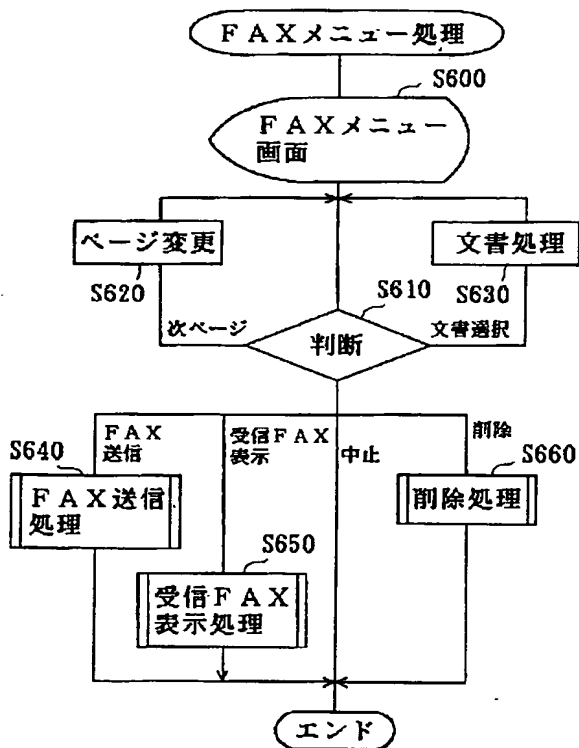 FAXメニュー処理
S600
FAXメニュー
画面
ページ変更
文書処理
S620
S610
S630
次ページ
判断
文書選択
FAX
送信
受信FAX
表示
中止
削除
S640
S660
FAX送信
処理
削除処理
S650
受信FAX
表示処理
エンド